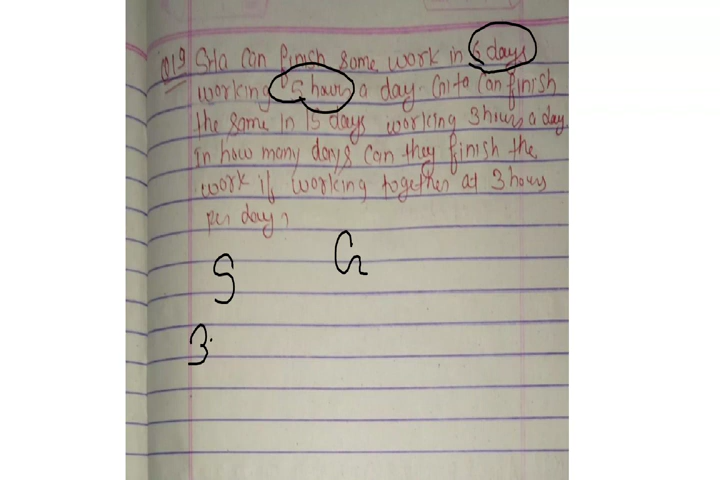 Q19 Sita can finish some work in 6 days
working 5 hours a day. Gita can finish
the same in 15 days working 3 hours a day
In how many days can they finish the
work if working together at 3 hours
per day?
S G
3